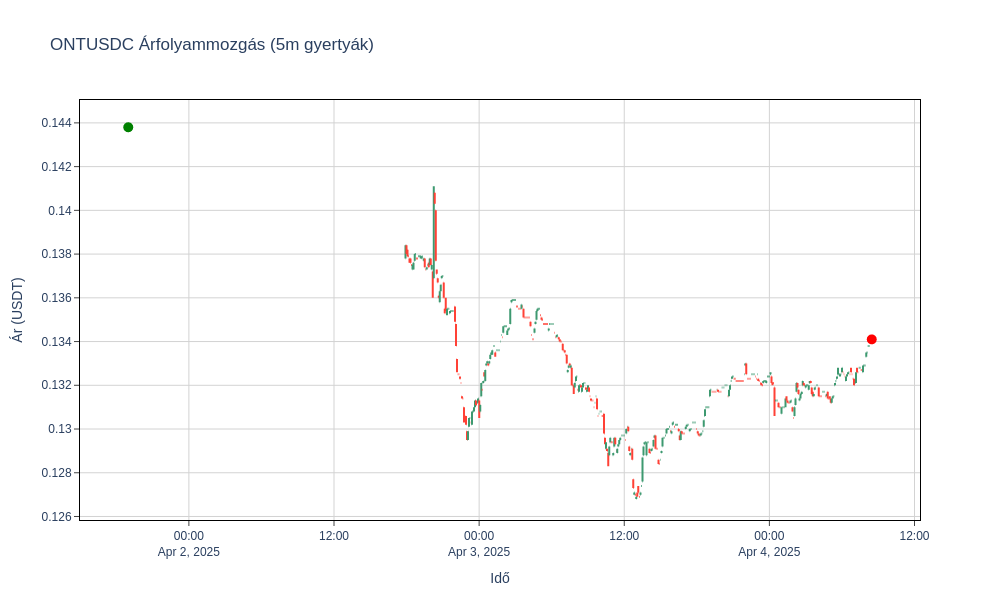 ONTUSDC Árfolyammozgás (5m gyertyák)
0.144
0.142
0.14
0.138
0.136
0.134
0.132
0.13
0.128
0.126
Ár (USDT)
00:00
Apr 2, 2025
12:00
00:00
Apr 3, 2025
12:00
00:00
Apr 4, 2025
12:00
Idő